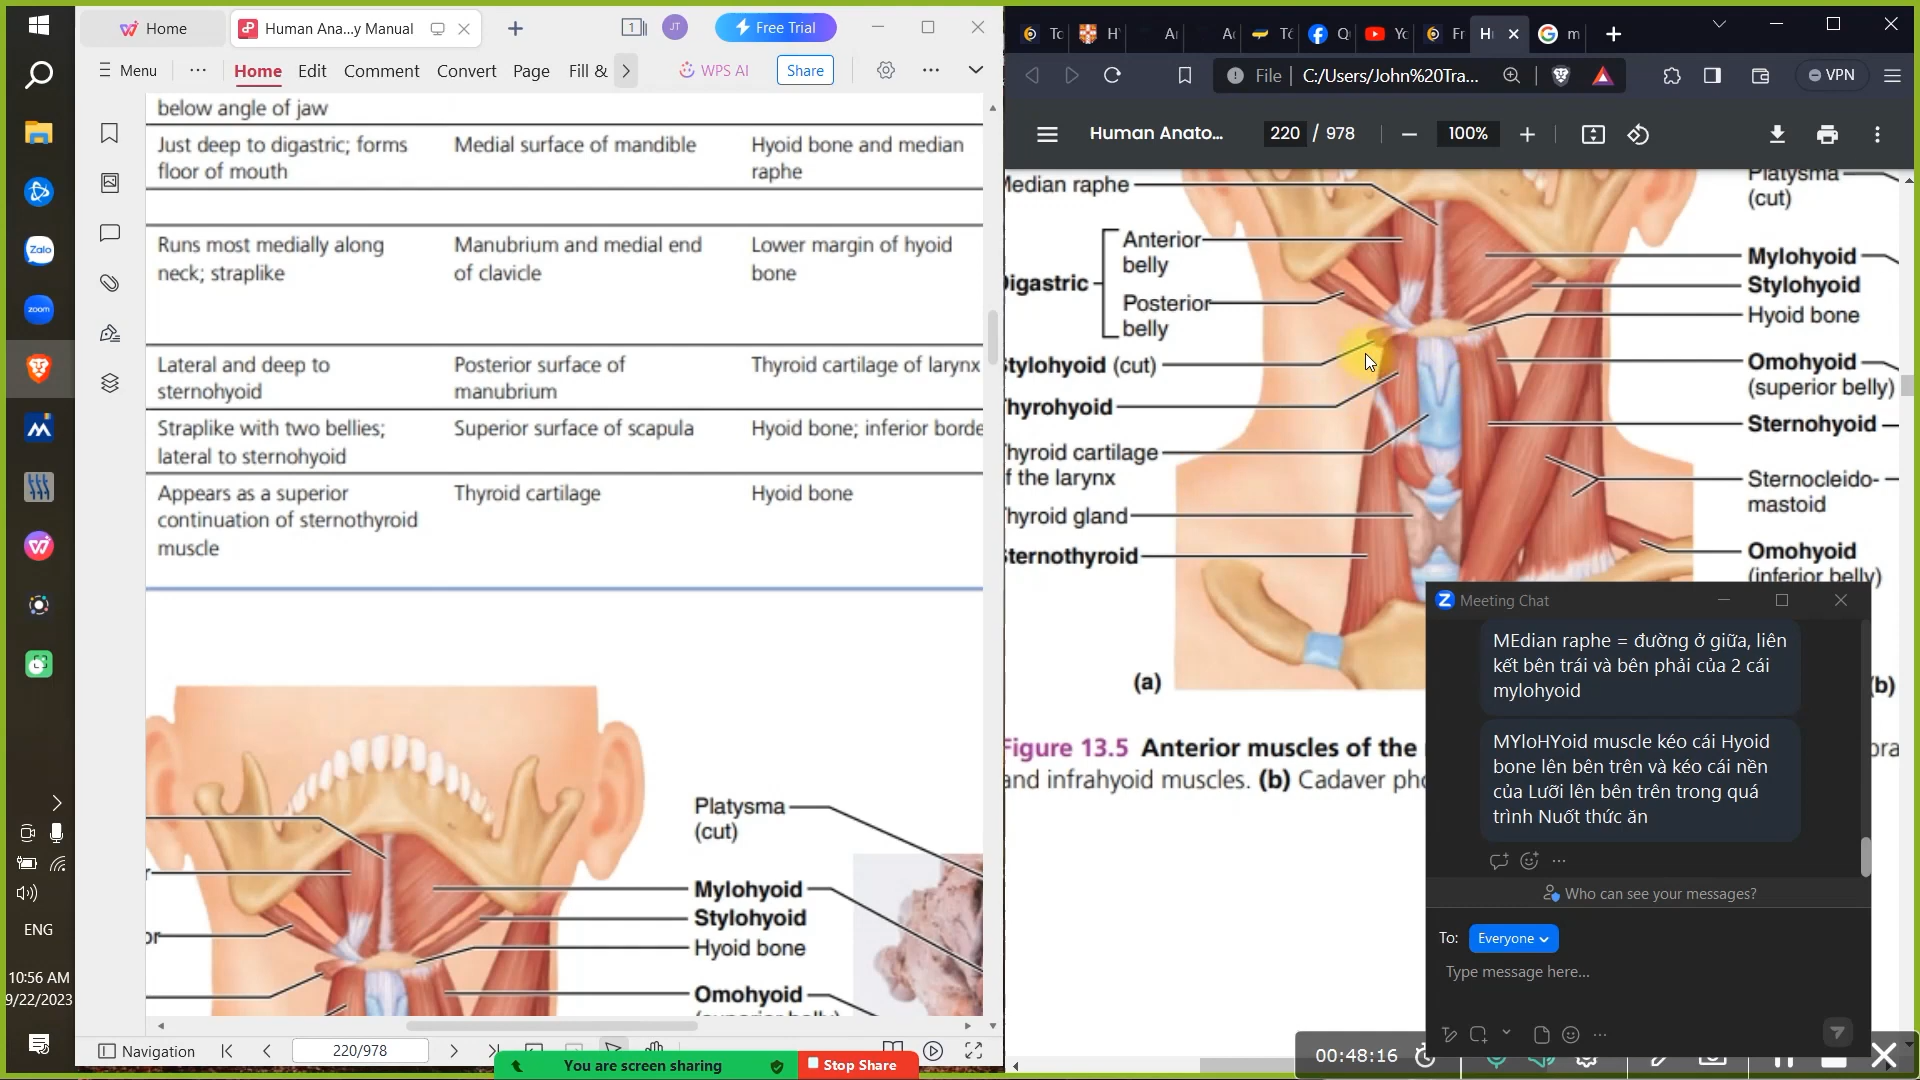 Home
Human Ana...y Manual
1
JT
Free Trial
Menu
Home
Edit
Comment
Convert
Page
Fill &
WPS AI
Share
below angle of jaw
Just deep to digastric; forms
floor of mouth
Medial surface of mandible
Hyoid bone and median
raphe
Runs most medially along
neck; straplike
Manubrium and medial end
of clavicle
Lower margin of hyoid
bone
Lateral and deep to
sternohyoid
Posterior surface of
manubrium
Thyroid cartilage of larynx
Straplike with two bellies;
lateral to sternohyoid
Superior surface of scapula
Hyoid bone; inferior borde
Appears as a superior
continuation of sternothyroid
muscle
Thyroid cartilage
Hyoid bone
Platysma
(cut)
Mylohyoid
Stylohyoid
Hyoid bone
Omohyoid
Navigation
220/978
You are screen sharing
Stop Share
Zalo
zoom
ENG
10:56 AM
9/22/2023
File
C:/Users/John%20Tra...
VPN
Human Anato...
220 / 978
100%
Median raphe
Anterior
belly
Digastric
Posterior
belly
Stylohyoid (cut)
Thyrohyoid
Thyroid cartilage
of the larynx
Thyroid gland
Sternothyroid
(a)
Platysma
(cut)
Mylohyoid
Stylohyoid
Hyoid bone
Omohyoid
(superior belly)
Sternohyoid
Sternocleido-
mastoid
Omohyoid
(inferior belly)
(b)
Figure 13.5 Anterior muscles of the
and infrahyoid muscles. (b) Cadaver pho
Meeting Chat
MEdian raphe = đường ở giữa, liên
kết bên trái và bên phải của 2 cái
mylohyoid
MYloHYoid muscle kéo cái Hyoid
bone lên bên trên và kéo cái nền
của Lưỡi lên bên trên trong quá
trình Nuốt thức ăn
Who can see your messages?
To:
Everyone
Type message here...
00:48:16